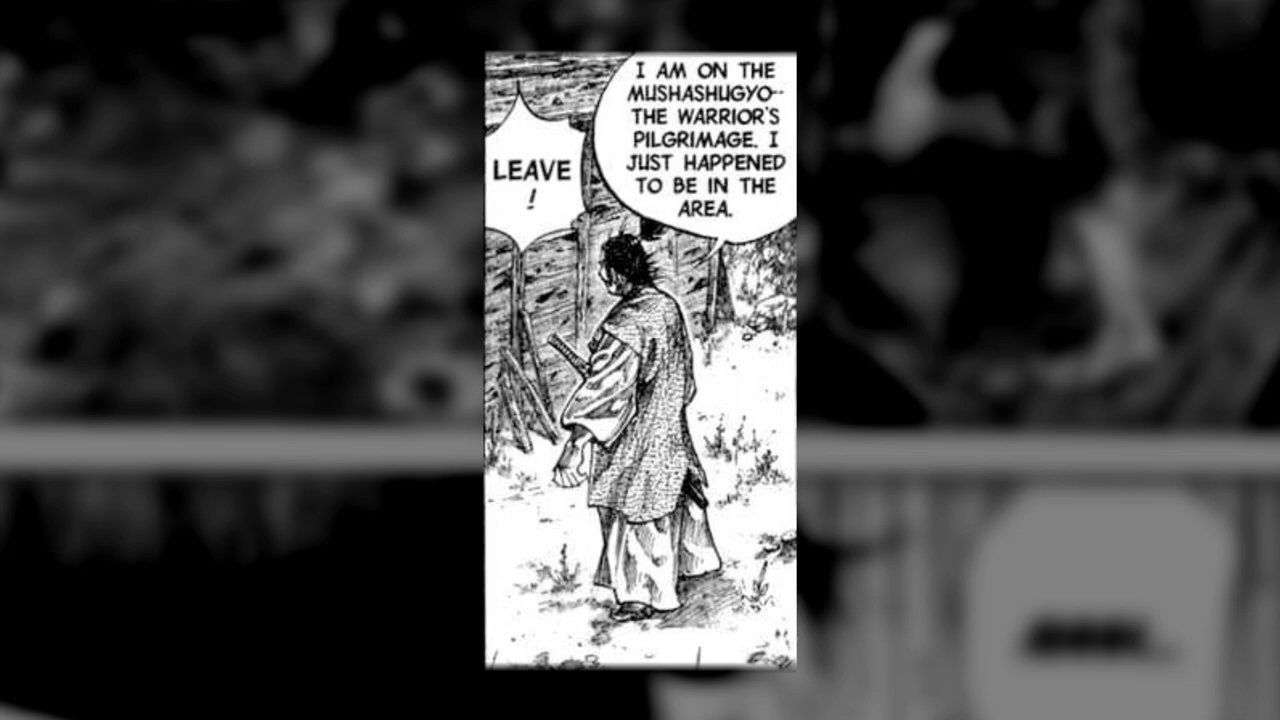 I AM ON THE
MUSHASHUGYO--
THE WARRIOR'S
PILGRIMAGE. I
JUST HAPPENED
TO BE IN THE
AREA.
LEAVE
!